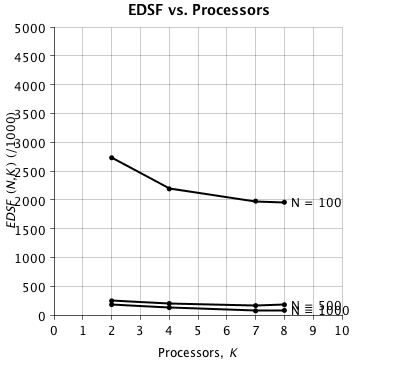 EDSF vs. Processors
5000
4500
4000
3500
3000
2500
2000
1500
1000
500
0
EDSF (N,K) (/1000)
N = 100
N = 500
N = 1000
0 1 2 3 4 5 6 7 8 9 10
Processors, K